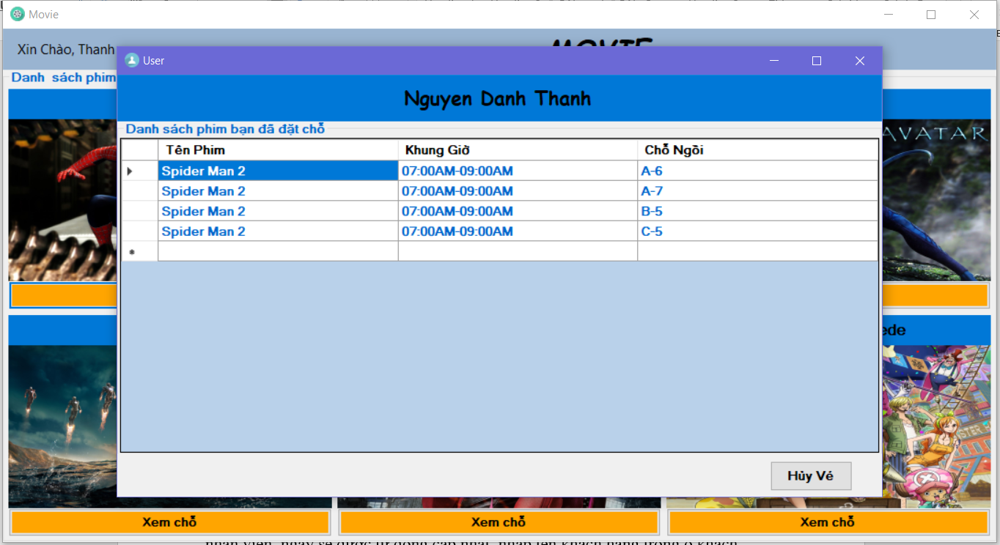 Movie
Xin Chào, Thanh
MOVIE
Danh sách phim
User
Nguyen Danh Thanh
Danh sách phim bạn đã đặt chỗ
Tên Phim Khung Giờ Chỗ Ngồi
Spider Man 2 07:00AM-09:00AM A-6
Spider Man 2 07:00AM-09:00AM A-7
Spider Man 2 07:00AM-09:00AM B-5
Spider Man 2 07:00AM-09:00AM C-5
AVATAR
Hủy Vé
Xem chỗ Xem chỗ Xem chỗ